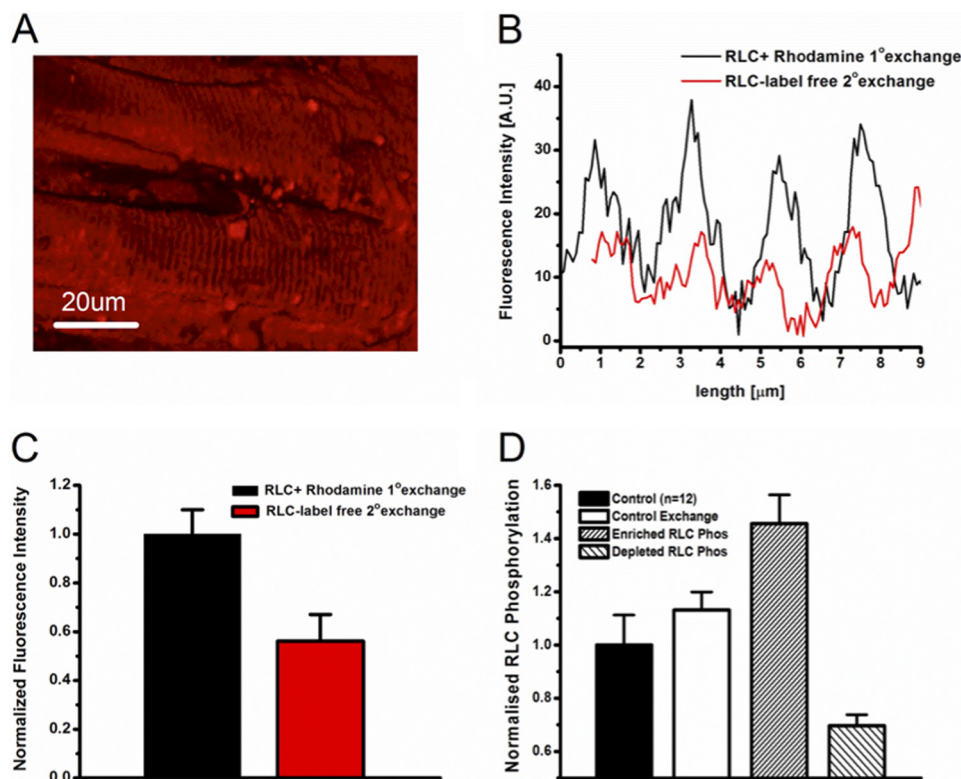 A
20um
B
RLC+ Rhodamine 1°exchange
RLC-label free 2°exchange
Fluorescence Intensity [A.U.]
40
30
20
10
0
0 1 2 3 4 5 6 7 8 9
length [μm]
C
RLC+ Rhodamine 1°exchange
RLC-label free 2°exchange
Normalized Fluorescence Intensity
1.2
1.0
0.8
0.6
0.4
0.2
0.0
D
Control (n=12)
Control Exchange
Enriched RLC Phos
Depleted RLC Phos
Normalised RLC Phosphorylation
1.6
1.4
1.2
1.0
0.8
0.6